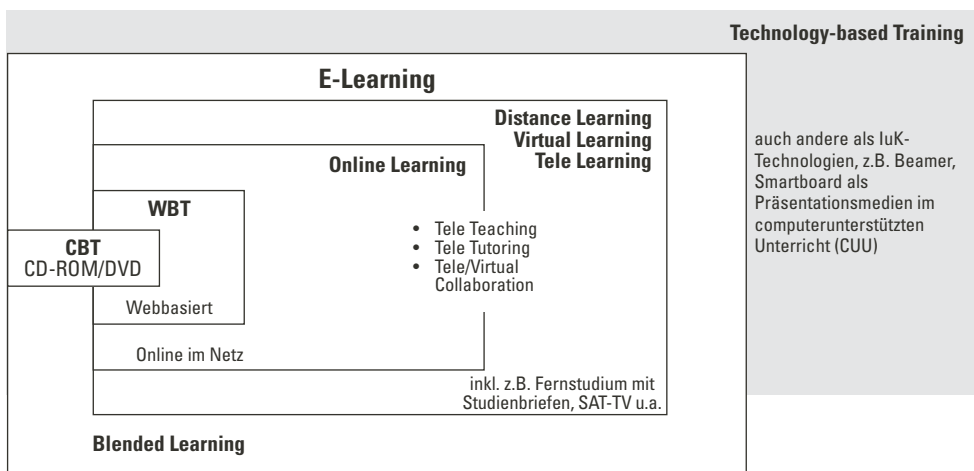 Technology-based Training
E-Learning
Distance Learning
Virtual Learning
Tele Learning
Online Learning
WBT
CBT
CD-ROM/DVD
Webbasiert
Online im Netz
• Tele Teaching
• Tele Tutoring
• Tele/Virtual
Collaboration
inkl. z.B. Fernstudium mit
Studienbriefen, SAT-TV u.a.
Blended Learning
auch andere als IuK-
Technologien, z.B. Beamer,
Smartboard als
Präsentationsmedien im
computerunterstützten
Unterricht (CUU)